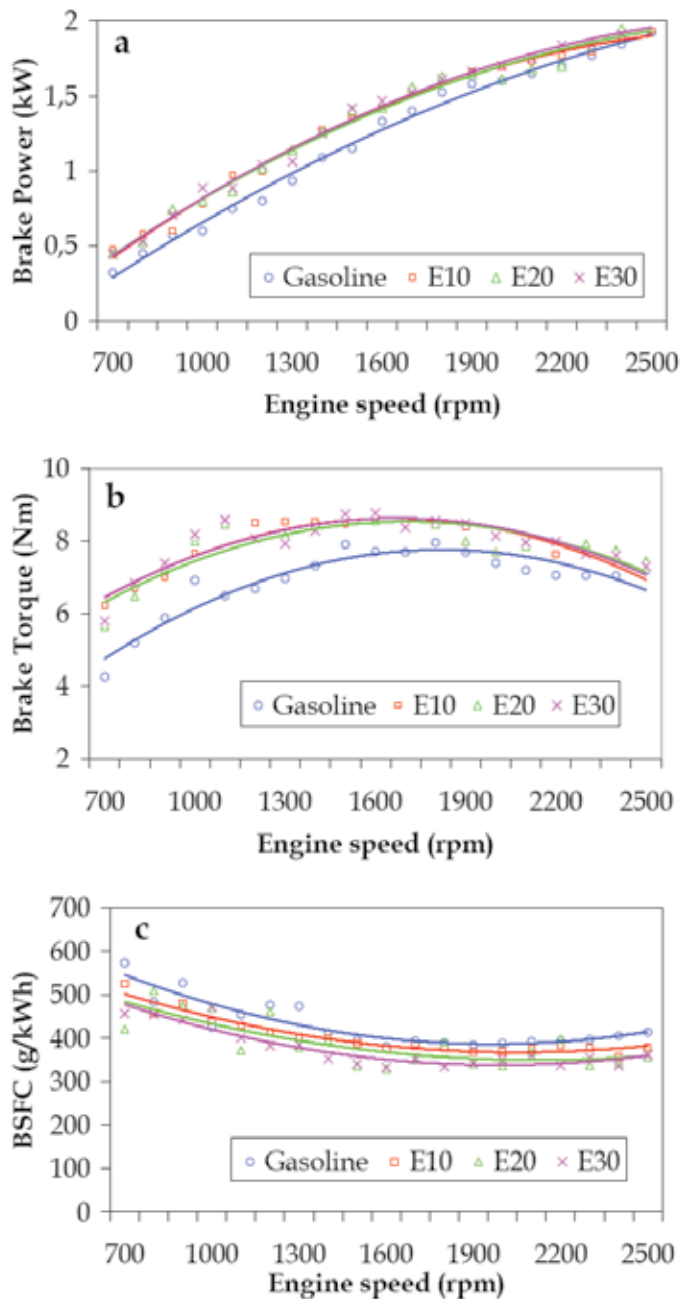 a
Brake Power (kW)
2
1,5
1
0,5
0
Gasoline E10 E20 E30
700 1000 1300 1600 1900 2200 2500
Engine speed (rpm)
b
Brake Torque (Nm)
10
8
6
4
2
Gasoline E10 E20 E30
700 1000 1300 1600 1900 2200 2500
Engine speed (rpm)
c
BSFC (g/kWh)
700
600
500
400
300
200
100
0
Gasoline E10 E20 E30
700 1000 1300 1600 1900 2200 2500
Engine speed (rpm)